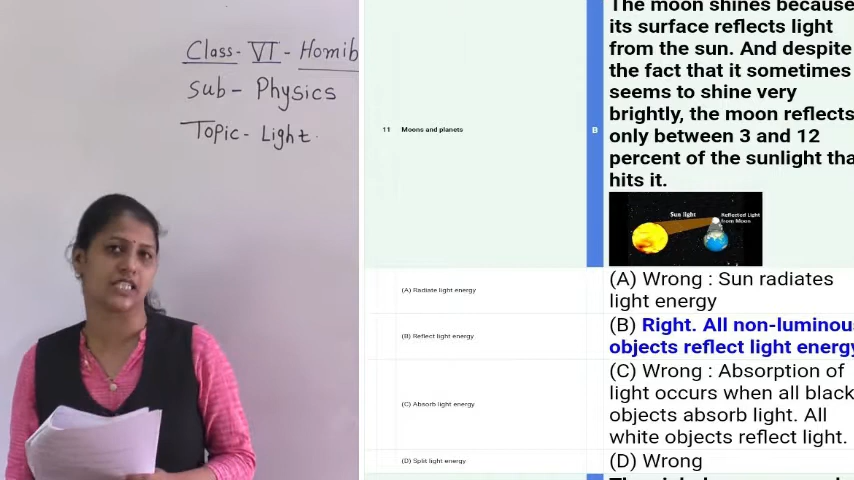 Class- VI - Homib
Sub - Physics
Topic - Light.
The moon shines because
its surface reflects light
from the sun. And despite
the fact that it sometimes
seems to shine very
brightly, the moon reflects
only between 3 and 12
percent of the sunlight tha
hits it.
11 Moons and planets B
Sun light
Reflected Light
from Moon
(A) Radiate light energy
(A) Wrong : Sun radiates
light energy
(B) Reflect light energy
(B) Right. All non-luminou
objects reflect light energy
(C) Absorb light energy
(C) Wrong : Absorption of
light occurs when all black
objects absorb light. All
white objects reflect light.
(D) Split light energy
(D) Wrong